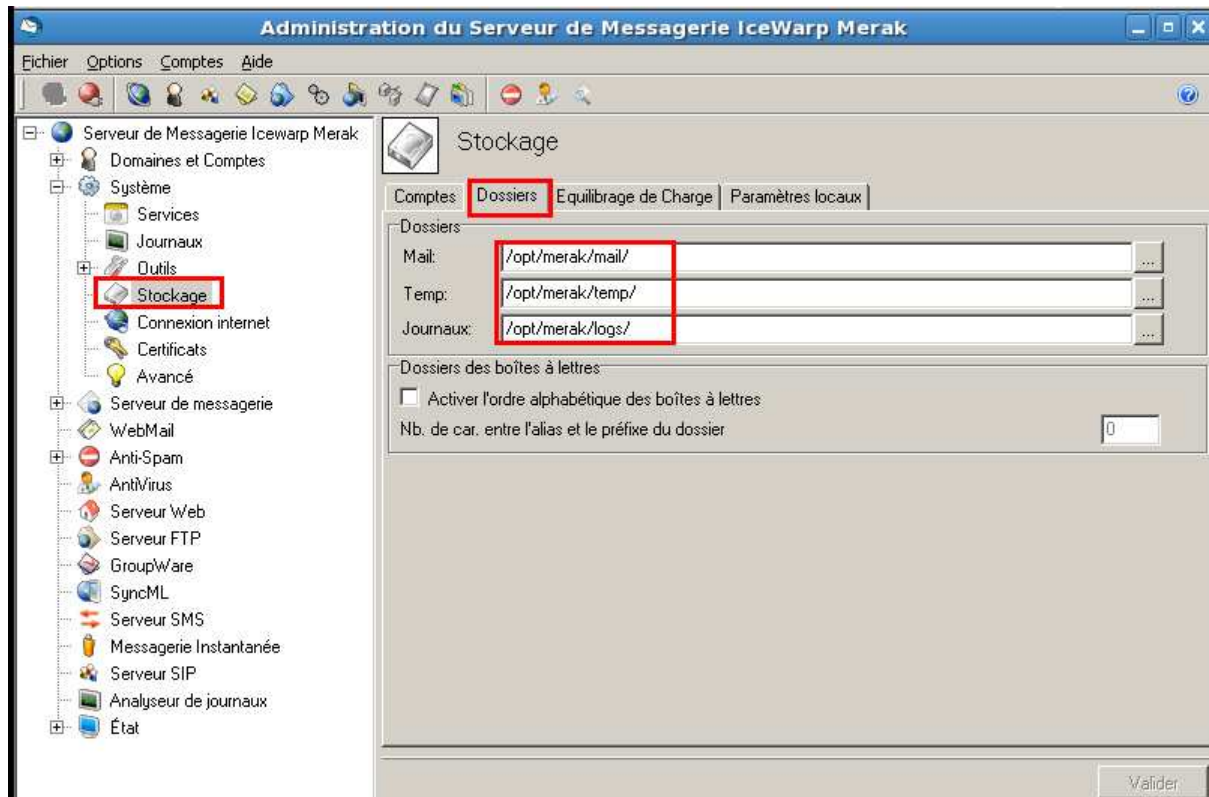 Administration du Serveur de Messagerie IceWarp Merak
Fichier Options Comptes Aide
Serveur de Messagerie Icewarp Merak
Domaines et Comptes
Système
Services
Journaux
Outils
Stockage
Connexion internet
Certificats
Avancé
Serveur de messagerie
WebMail
Anti-Spam
AntiVirus
Serveur Web
Serveur FTP
GroupWare
SyncML
Serveur SMS
Messagerie Instantanée
Serveur SIP
Analyseur de journaux
État
Stockage
Comptes Dossiers Equilibrage de Charge Paramètres locaux
Dossiers
Mail: /opt/merak/mail/ ...
Temp: /opt/merak/temp/ ...
Journaux: /opt/merak/logs/ ...
Dossiers des boîtes à lettres
Activer l'ordre alphabétique des boîtes à lettres
Nb. de car. entre l'alias et le préfixe du dossier 0
Valider